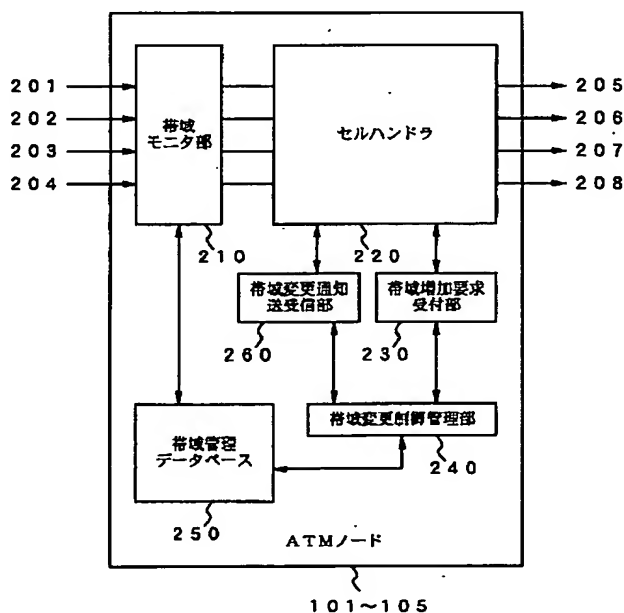 201
202
203
204
帯域
モニタ部
セルハンドラ
205
206
207
208
210
220
帯域変更通知
送受信部
帯域増加要求
受付部
260
230
帯域管理
データベース
帯域変更制御管理部
240
250
ATMノード
101~105